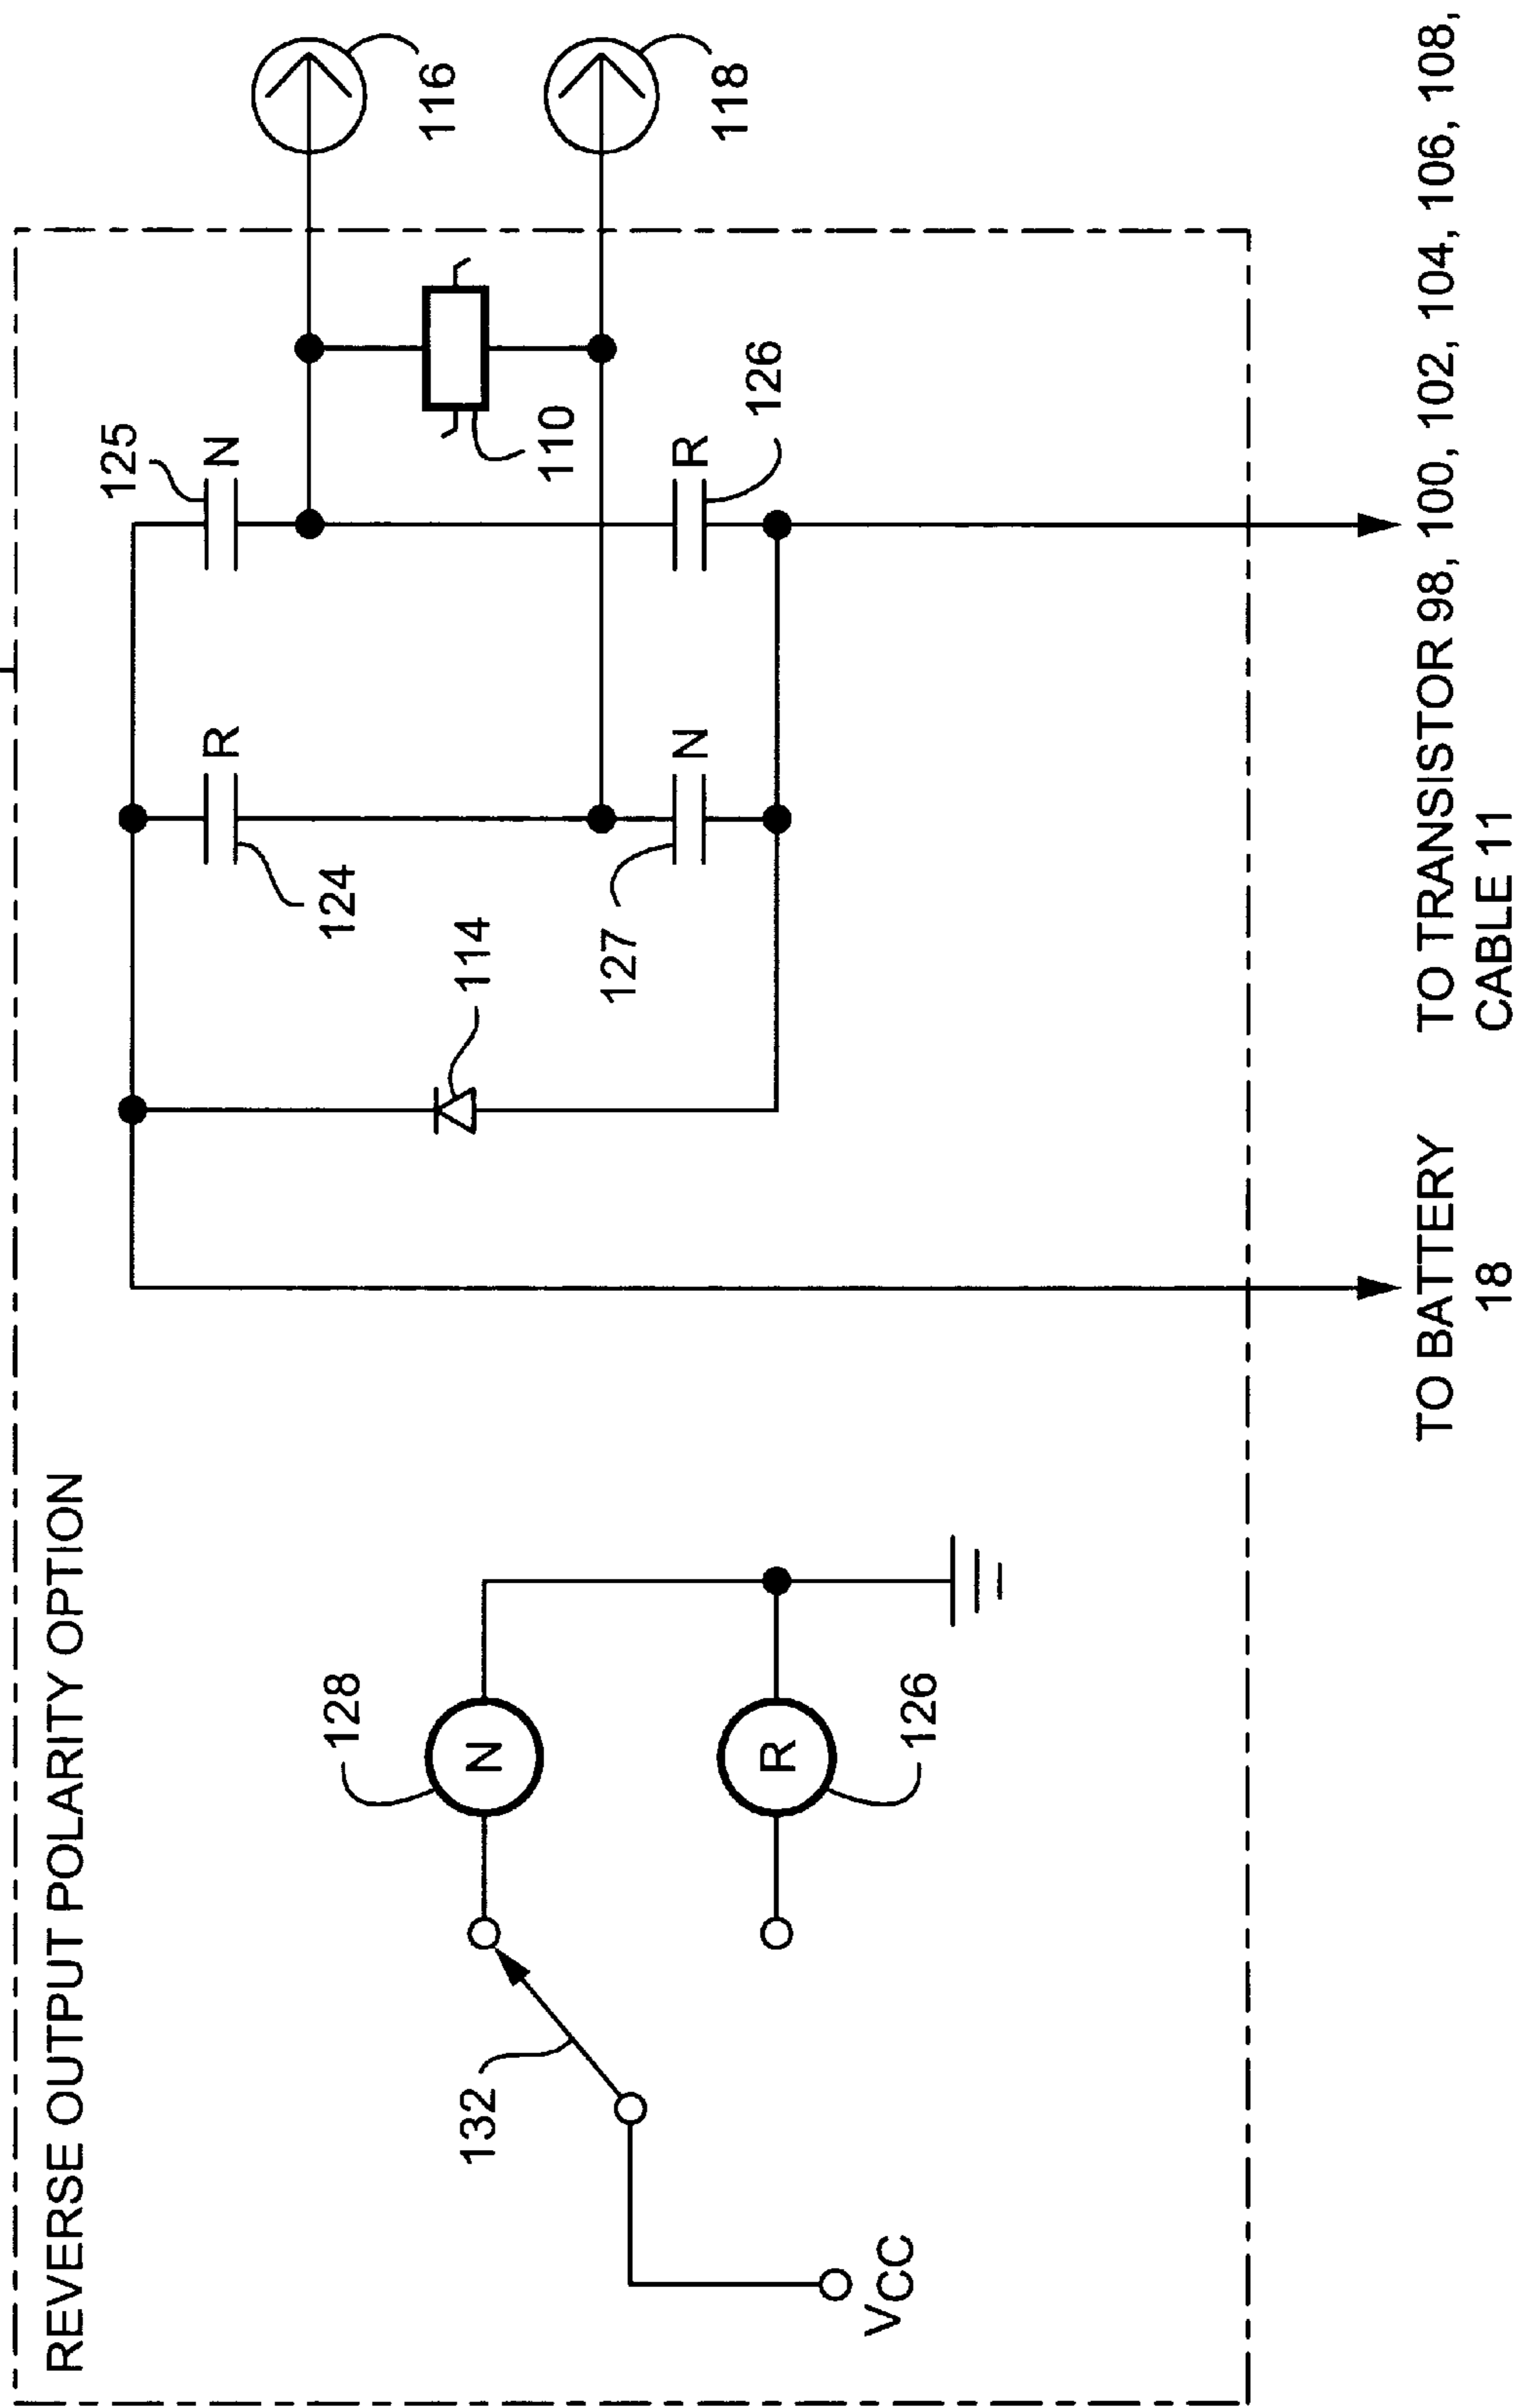 REVERSE OUTPUT POLARITY OPTION
125
N
116
124
R
128
N
132
114
110
127
N
R
126
118
R
126
VCC
TO BATTERY
18
TO TRANSISTOR 98, 100, 102, 104, 106, 108,
CABLE 11